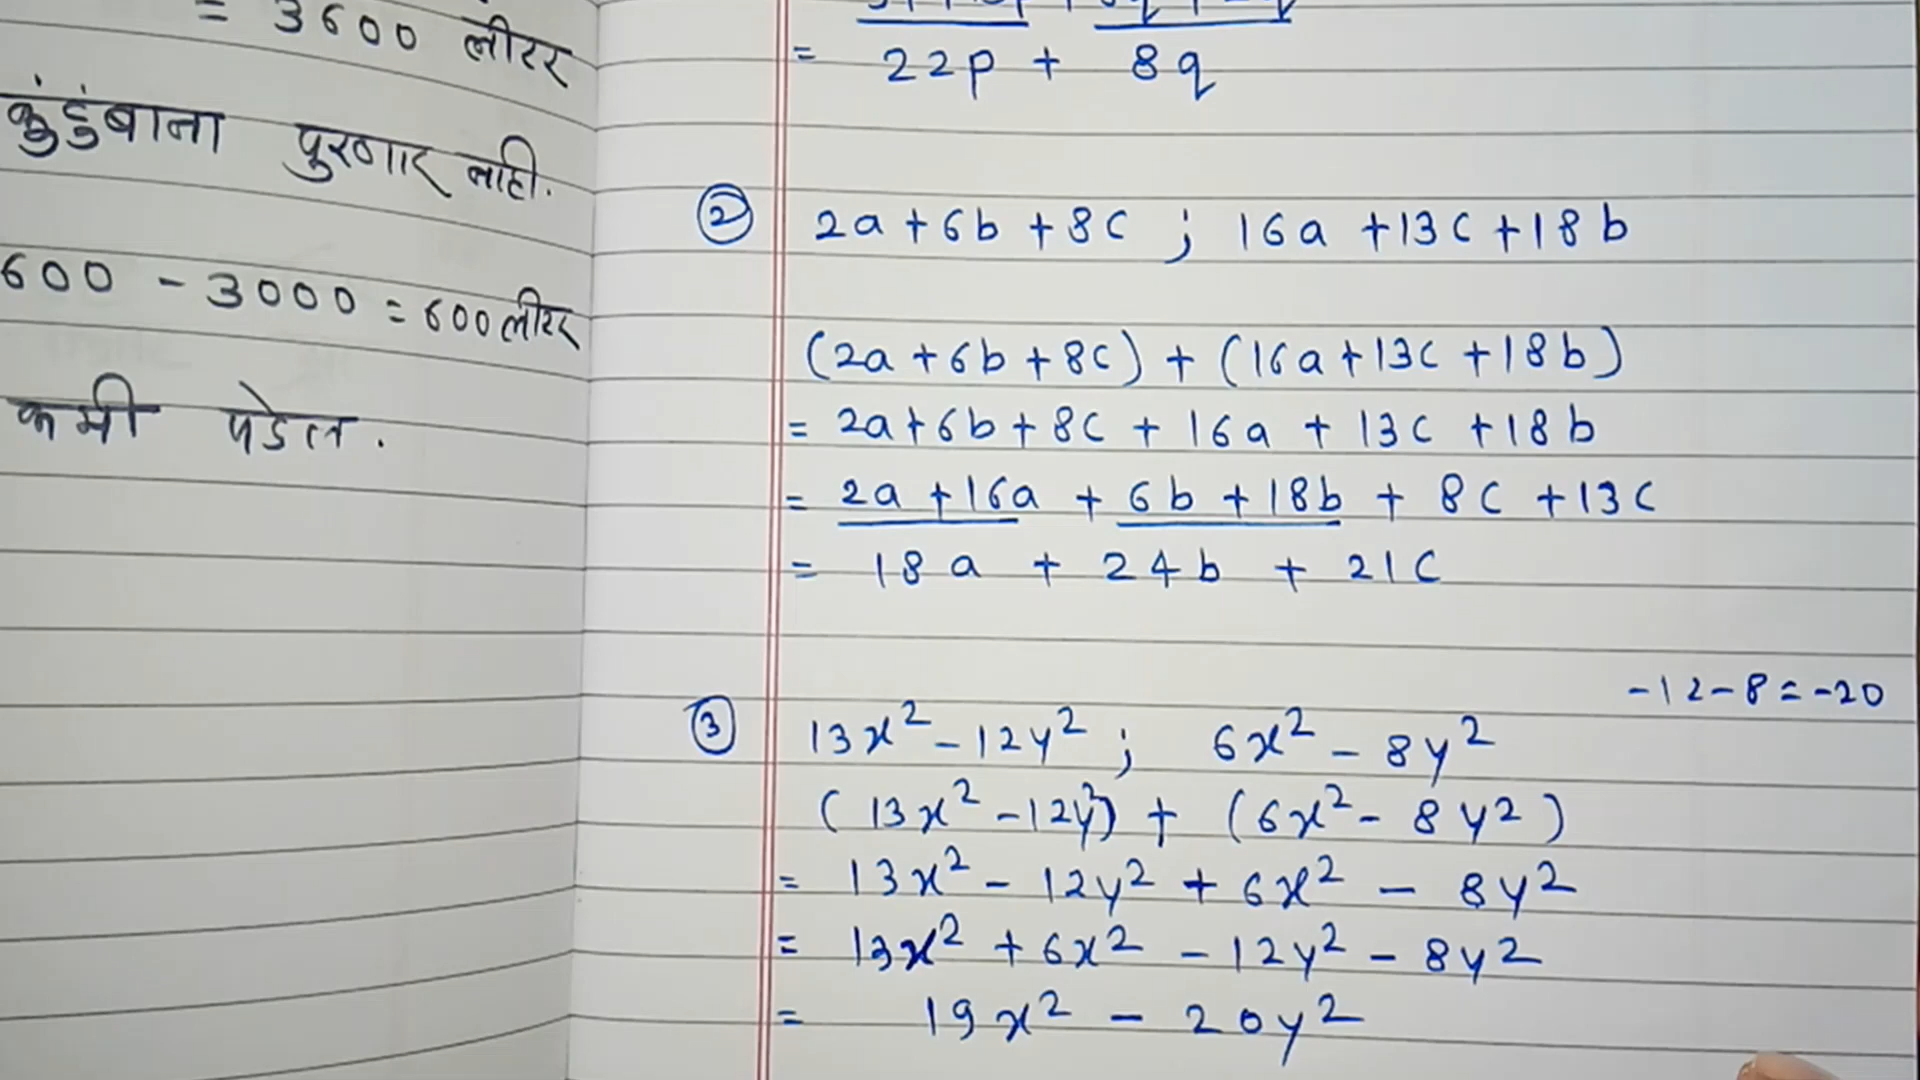 = 3600 लीटर
कुंटुंबाना पुरणार नाही.
600 - 3000 = 600 लीटर
कमी पडेल.
= 22p + 8q
② 2a + 6b + 8c ; 16a + 13c + 18b
(2a + 6b + 8c) + (16a + 13c + 18b)
= 2a + 6b + 8c + 16a + 13c + 18b
= 2a + 16a + 6b + 18b + 8c + 13c
= 18a + 24b + 21c
-12-8=-20
③ 13x² - 12y² ; 6x² - 8y²
(13x² - 12y²) + (6x² - 8y²)
= 13x² - 12y² + 6x² - 8y²
= 13x² + 6x² - 12y² - 8y²
= 19x² - 20y²